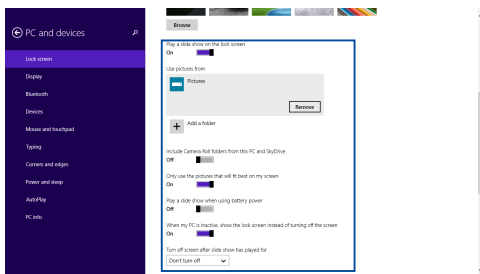 PC and devices
Lock screen
Display
Bluetooth
Devices
Mouse and touchpad
Typing
Corners and edges
Power and sleep
AutoPlay
PC info
Browse
Play a slide show on the lock screen
On
Use pictures from
Pictures
Remove
Add a folder
Include Camera Roll folders from this PC and SkyDrive
Off
Only use the pictures that will fit best on my screen
On
Play a slide show when using battery power
Off
When my PC is inactive, show the lock screen instead of turning off the screen
On
Turn off screen after slide show has played for
Don't turn off